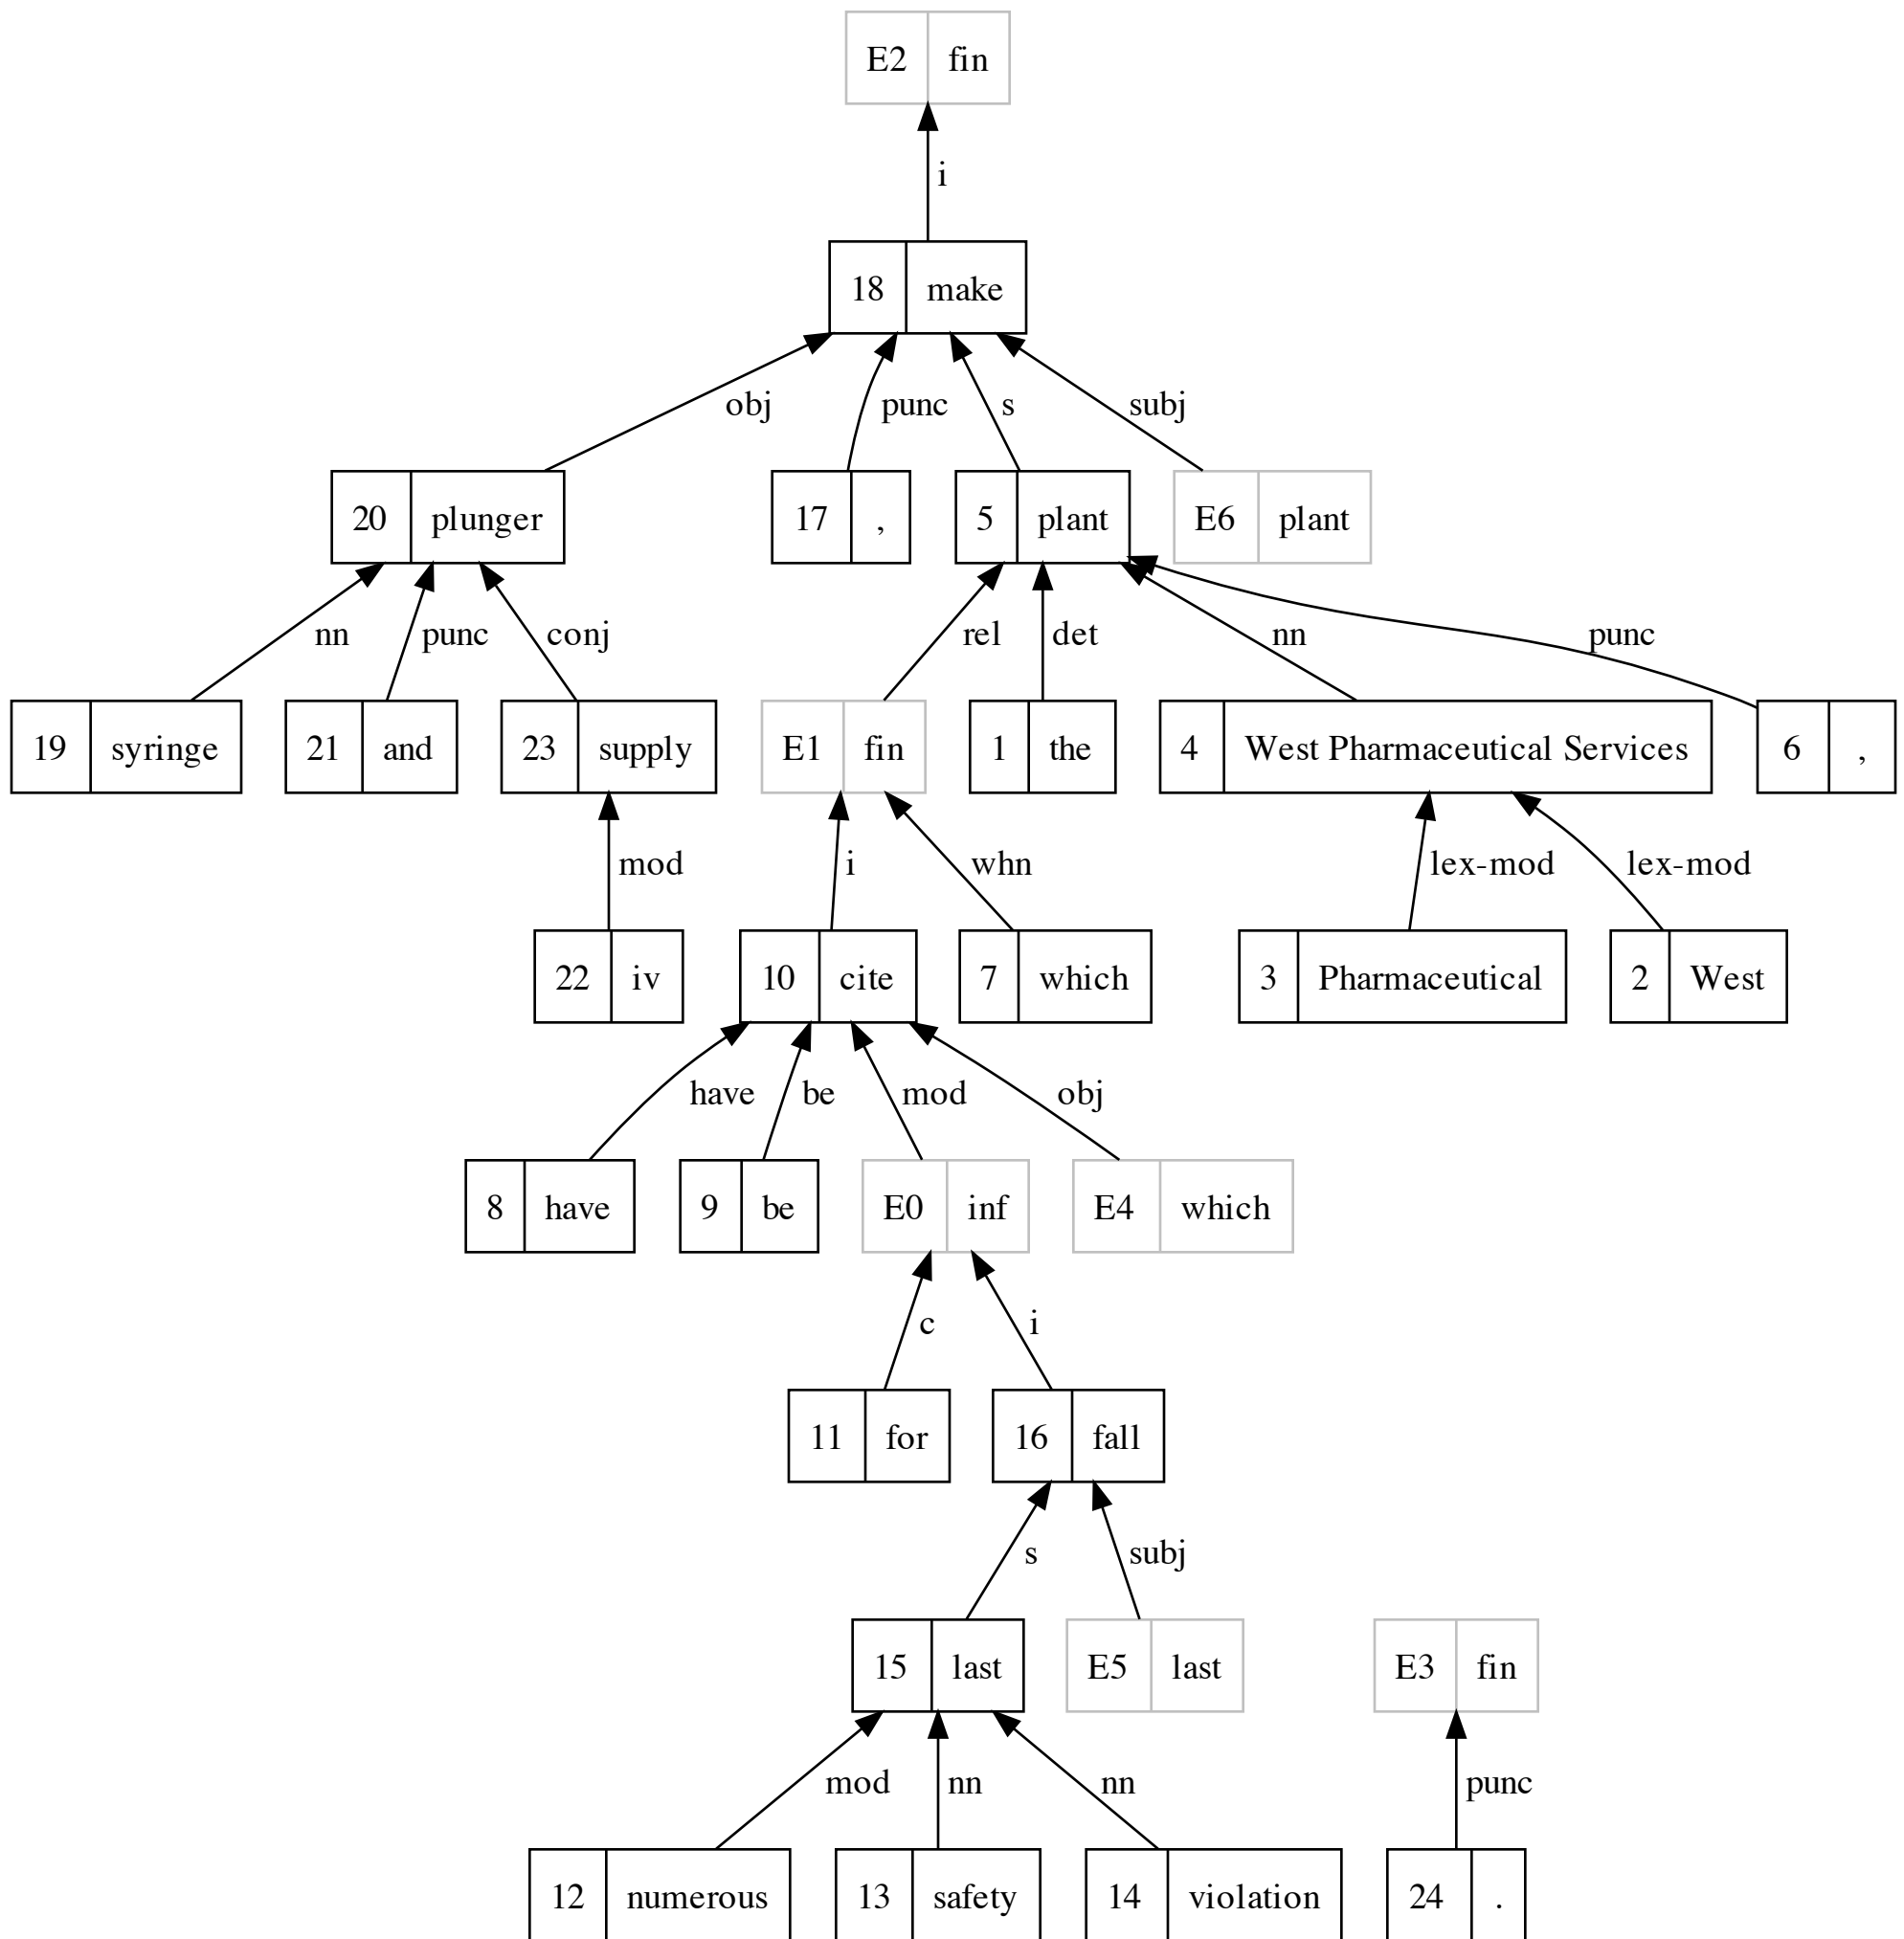 E2 fin
i
18 make
obj punc s subj
20 plunger 17 , 5 plant E6 plant
nn punc conj rel det nn punc
19 syringe 21 and 23 supply E1 fin 1 the 4 West Pharmaceutical Services 6 ,
mod i whn lex-mod lex-mod
22 iv 10 cite 7 which 3 Pharmaceutical 2 West
have be mod obj
8 have 9 be E0 inf E4 which
c i
11 for 16 fall
s subj
15 last E5 last E3 fin
mod nn nn punc
12 numerous 13 safety 14 violation 24 .